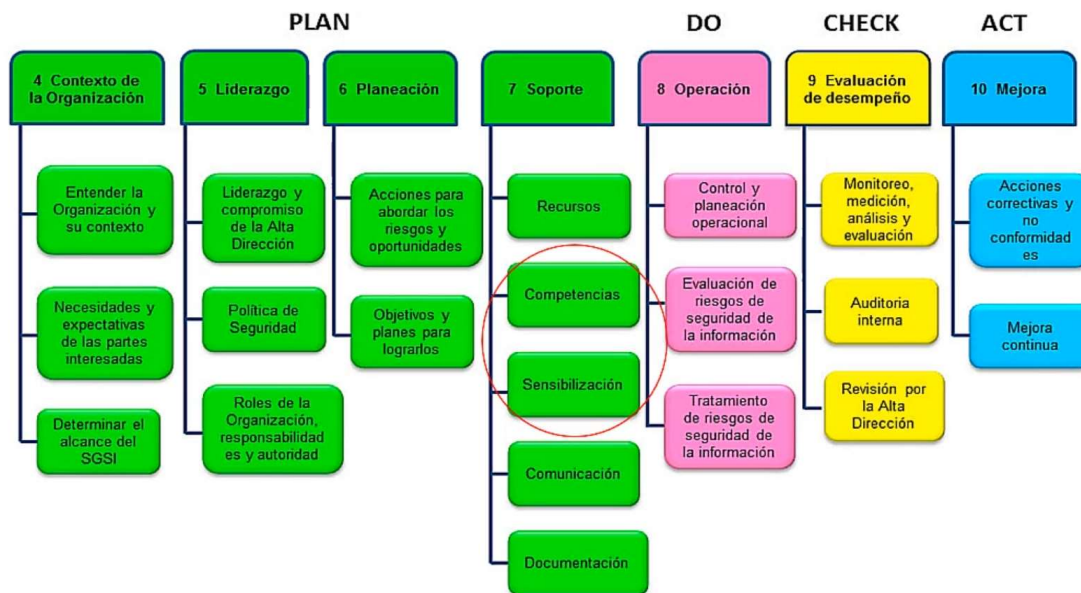 PLAN
DO
CHECK
ACT
4 Contexto de
la Organización
5 Liderazgo
6 Planeación
7 Soporte
8 Operación
9 Evaluación
de desempeño
10 Mejora
Entender la
Organización y
su contexto
Necesidades y
expectativas
de las partes
interesadas
Determinar el
alcance del
SGSI
Liderazgo y
compromiso
de la Alta
Dirección
Política de
Seguridad
Roles de la
Organización,
responsabilidad
es y autoridad
Acciones para
abordar los
riesgos y
oportunidades
Objetivos y
planes para
lograrlos
Recursos
Competencias
Sensibilización
Comunicación
Documentación
Control y
planeación
operacional
Evaluación de
riesgos de
seguridad de
la información
Tratamiento de
riesgos de
seguridad de
la información
Monitoreo,
medición,
análisis y
evaluación
Auditoria
interna
Revisión por
la Alta
Dirección
Acciones
correctivas y
no
conformidad
es
Mejora
continua